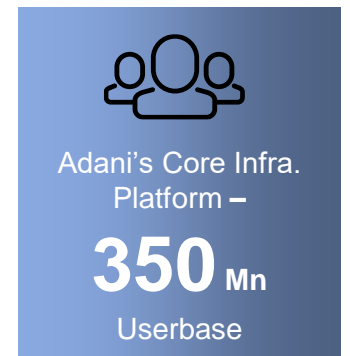 Adani’s Core Infra.
Platform –
350 Mn
Userbase